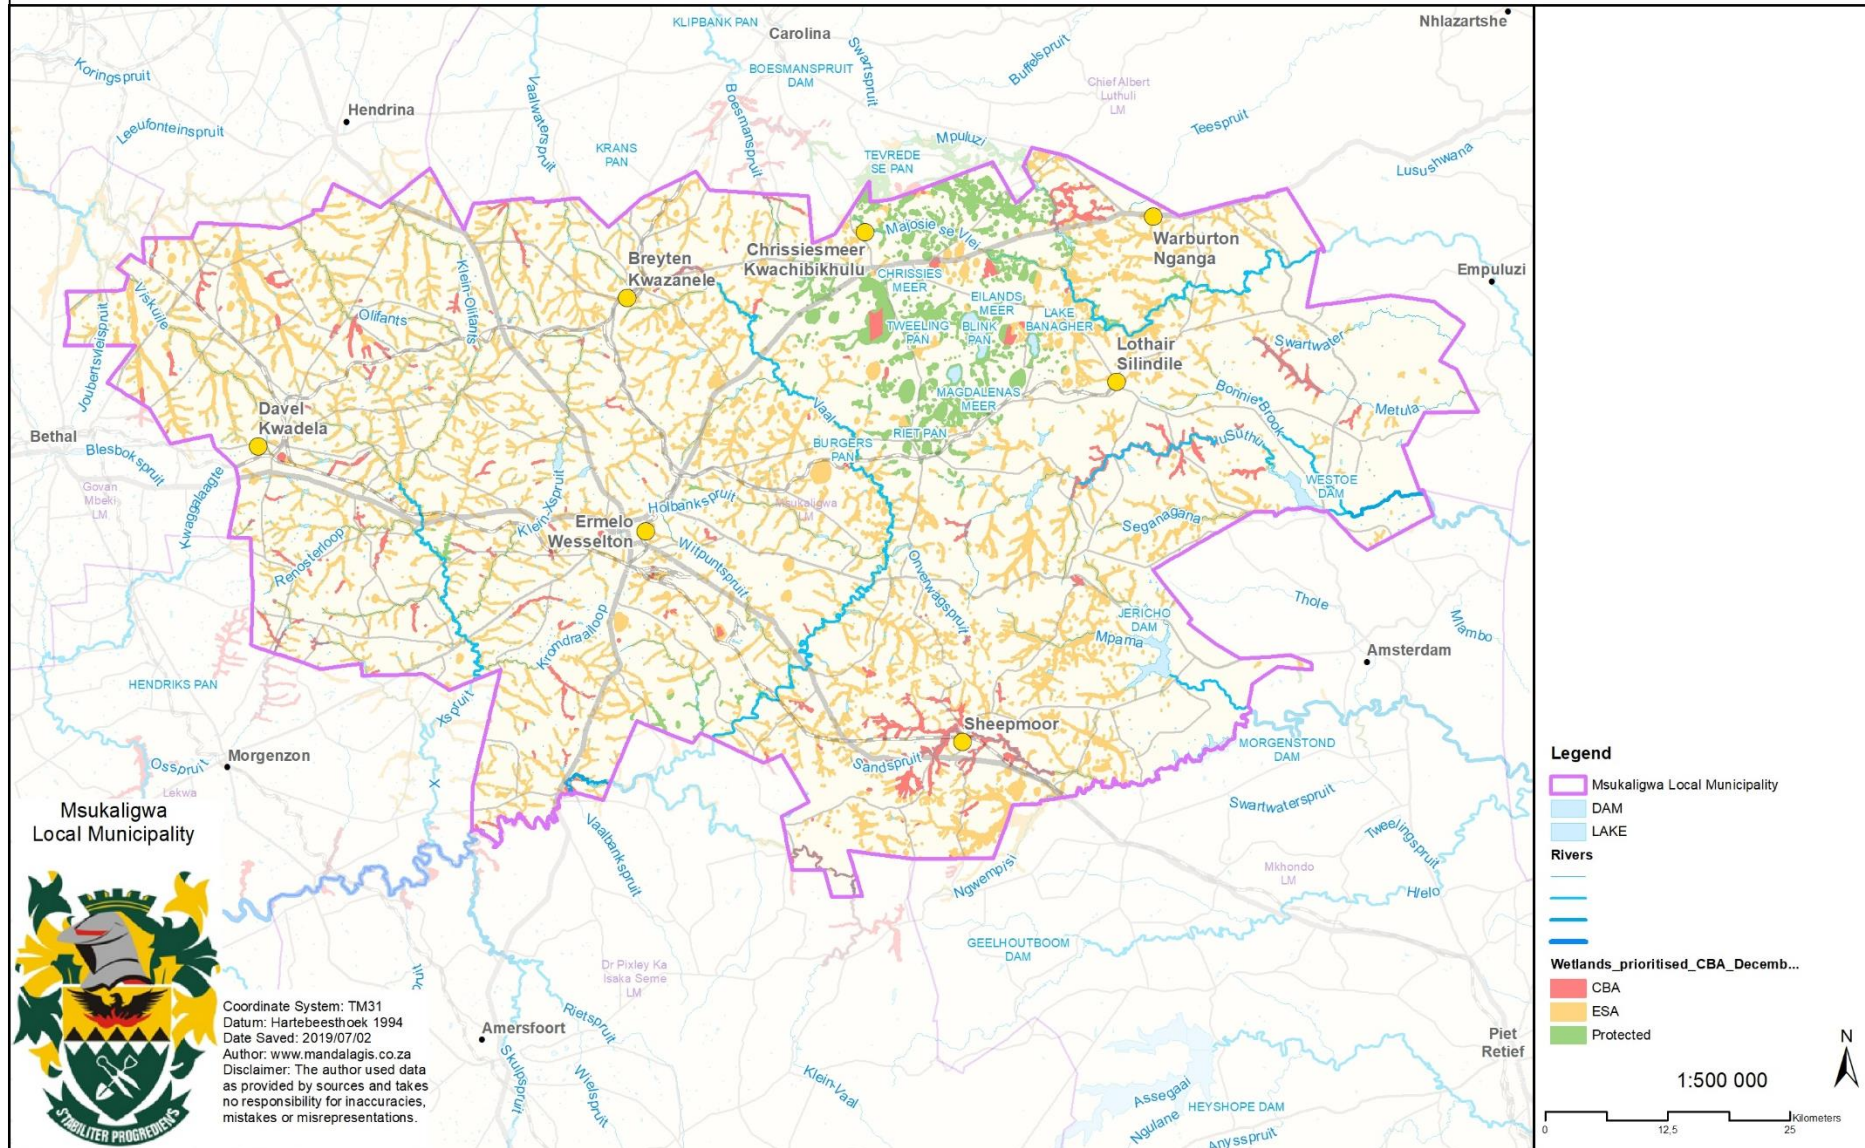 KLIPBANK PAN
Carolina
Nhlazartshe
Koringspruit
Vaalwaterspruit
Boesmanspruit
BOESMANSPRUIT
DAM
Swartspruit
Buffelspruit
Chief Albert
Luthuli
LM
Hendrina
Leeufonteinspruit
KRANS
PAN
TEVREDE
SE PAN
Mpuluzi
Teespruit
Lusushwana
Majosie se Vlei
Chrissiesmeer
Kwachibikhulu
Warburton
Nganga
Breyten
Kwazanele
CHRISSIES
MEER
Empuluzi
Viskuile
Klein-Olifants
Olifants
EILANDS
MEER
LAKE
BANAGHER
TWEELING
PAN
BLINK
PAN
Joubertsvleispruit
Lothair
Silindile
Swartwater
Bonnie Brook
MAGDALENAS
MEER
Metula
Davel
Kwadela
Bethal
Blesbokspruit
Vaal
BURGERS
PAN
RIET PAN
uSuthu
WESTOE
DAM
Govan
Mbeki
LM
Kwaggalaagte
Klein-Xspruit
Holbankspruit
Msukaligwa
LM
Ermelo
Wesselton
Seganagana
Renosterloop
Witpuntspruit
Onverwagspruit
Thole
Mlambo
JERICHO
DAM
Mpama
Amsterdam
Kromdraailoop
HENDRIKS PAN
Xspruit
Sheepmoor
MORGENSTOND
DAM
Morgenzon
Osspruit
Lekwa
X
Sandspruit
Swartwaterspruit
Tweelingspruit
Vaalbankspruit
Ngwempisi
Mkhondo
LM
Hlelo
GEELHOUTBOOM
DAM
Dr Pixley Ka
Isaka Seme
LM
Amersfoort
Rietspruit
Skulpspruit
Wielspruit
Klein-Vaal
Assegaai
Ngulane
HEYSHOPE DAM
Anysspruit
Piet
Retief
Msukaligwa
Local Municipality
STABILITER PROGREDIENS
Coordinate System: TM31
Datum: Hartebeesthoek 1994
Date Saved: 2019/07/02
Author: www.mandalagis.co.za
Disclaimer: The author used data
as provided by sources and takes
no responsibility for inaccuracies,
mistakes or misrepresentations.
Legend
Msukaligwa Local Municipality
DAM
LAKE
Rivers
Wetlands_prioritised_CBA_Decemb...
CBA
ESA
Protected
N
1:500 000
Kilometers
0 12,5 25